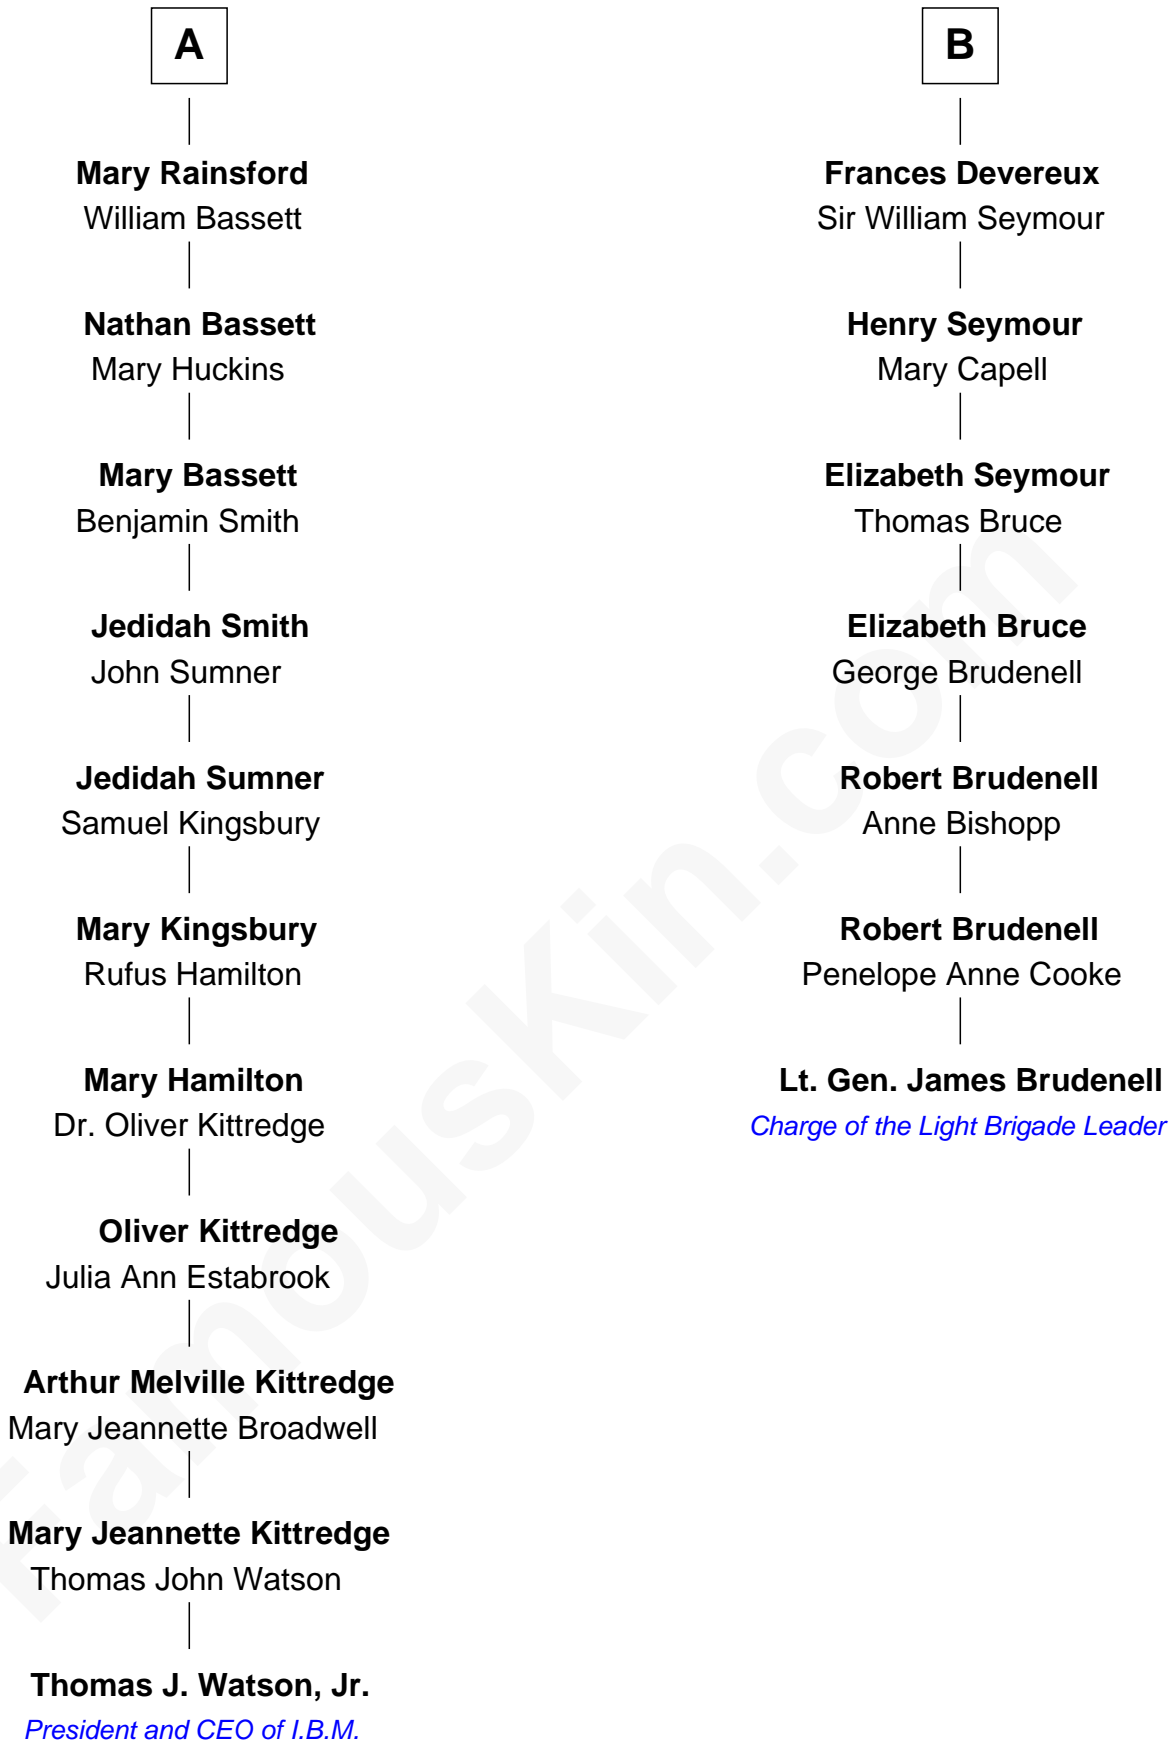 A
Mary Rainsford
William Bassett
Nathan Bassett
Mary Huckins
Mary Bassett
Benjamin Smith
Jedidah Smith
John Sumner
Jedidah Sumner
Samuel Kingsbury
Mary Kingsbury
Rufus Hamilton
Mary Hamilton
Dr. Oliver Kittredge
Oliver Kittredge
Julia Ann Estabrook
Arthur Melville Kittredge
Mary Jeannette Broadwell
Mary Jeannette Kittredge
Thomas John Watson
Thomas J. Watson, Jr.
President and CEO of I.B.M.
B
Frances Devereux
Sir William Seymour
Henry Seymour
Mary Capell
Elizabeth Seymour
Thomas Bruce
Elizabeth Bruce
George Brudenell
Robert Brudenell
Anne Bishopp
Robert Brudenell
Penelope Anne Cooke
Lt. Gen. James Brudenell
Charge of the Light Brigade Leader
FamousKin.com